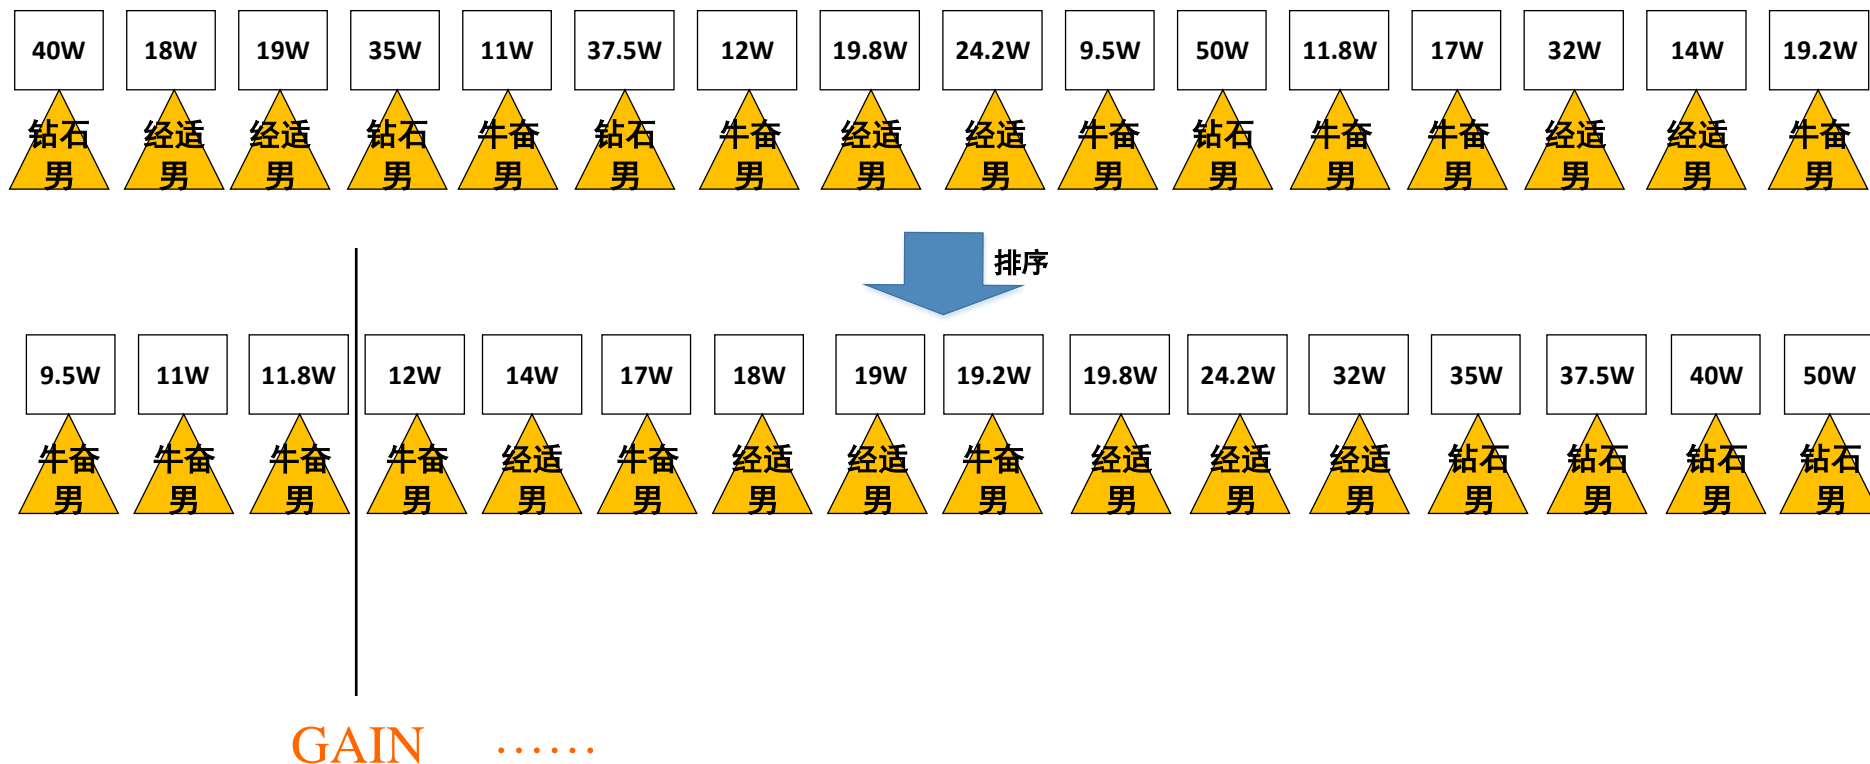 40W 18W 19W 35W 11W 37.5W 12W 19.8W 24.2W 9.5W 50W 11.8W 17W 32W 14W 19.2W
钻石 经适 经适 钻石 牛奋 钻石 牛奋 经适 经适 牛奋 钻石 牛奋 牛奋 经适 经适 牛奋
男 男 男 男 男 男 男 男 男 男 男 男 男 男 男 男
排序
9.5W 11W 11.8W 12W 14W 17W 18W 19W 19.2W 19.8W 24.2W 32W 35W 37.5W 40W 50W
牛奋 牛奋 牛奋 牛奋 经适 牛奋 经适 经适 牛奋 经适 经适 经适 钻石 钻石 钻石 钻石
男 男 男 男 男 男 男 男 男 男 男 男 男 男 男 男
GAIN ……